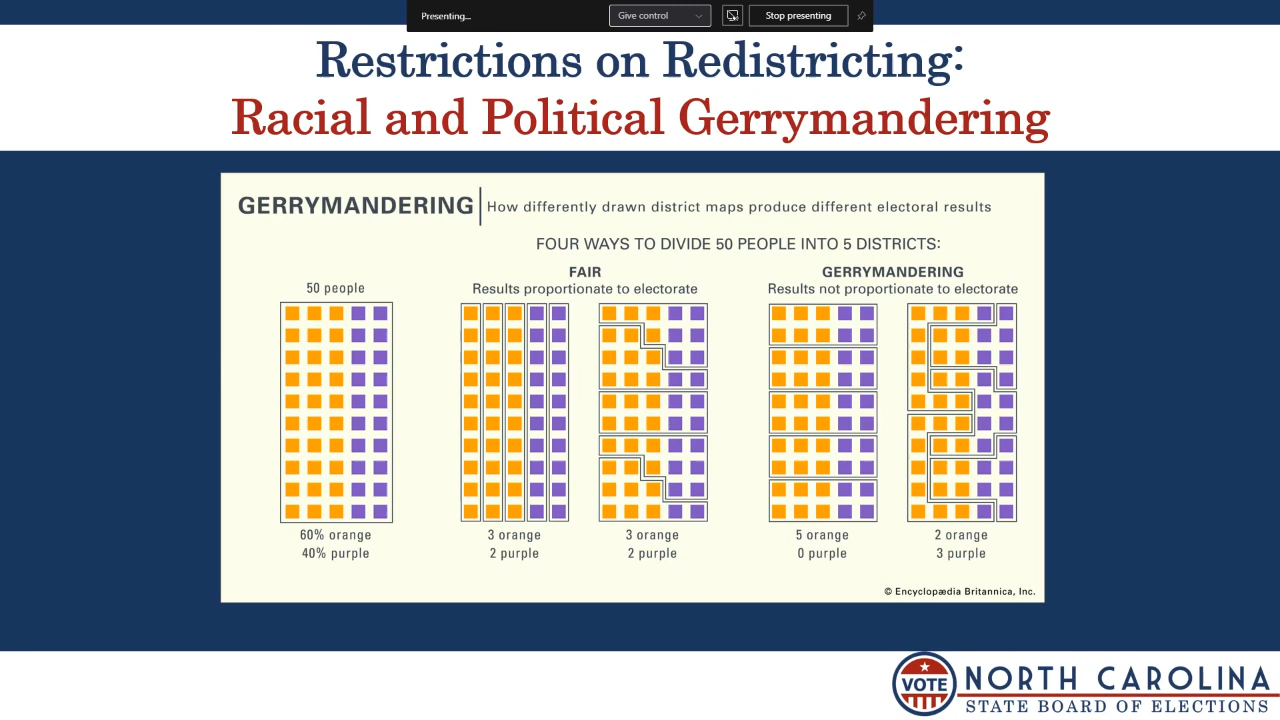 Presenting...
Give control
Stop presenting
Restrictions on Redistricting:
Racial and Political Gerrymandering
GERRYMANDERING
How differently drawn district maps produce different electoral results
FOUR WAYS TO DIVIDE 50 PEOPLE INTO 5 DISTRICTS:
50 people
FAIR
Results proportionate to electorate
GERRYMANDERING
Results not proportionate to electorate
60% orange
40% purple
3 orange
2 purple
3 orange
2 purple
5 orange
0 purple
2 orange
3 purple
© Encyclopædia Britannica, Inc.
VOTE
NORTH CAROLINA
STATE BOARD OF ELECTIONS